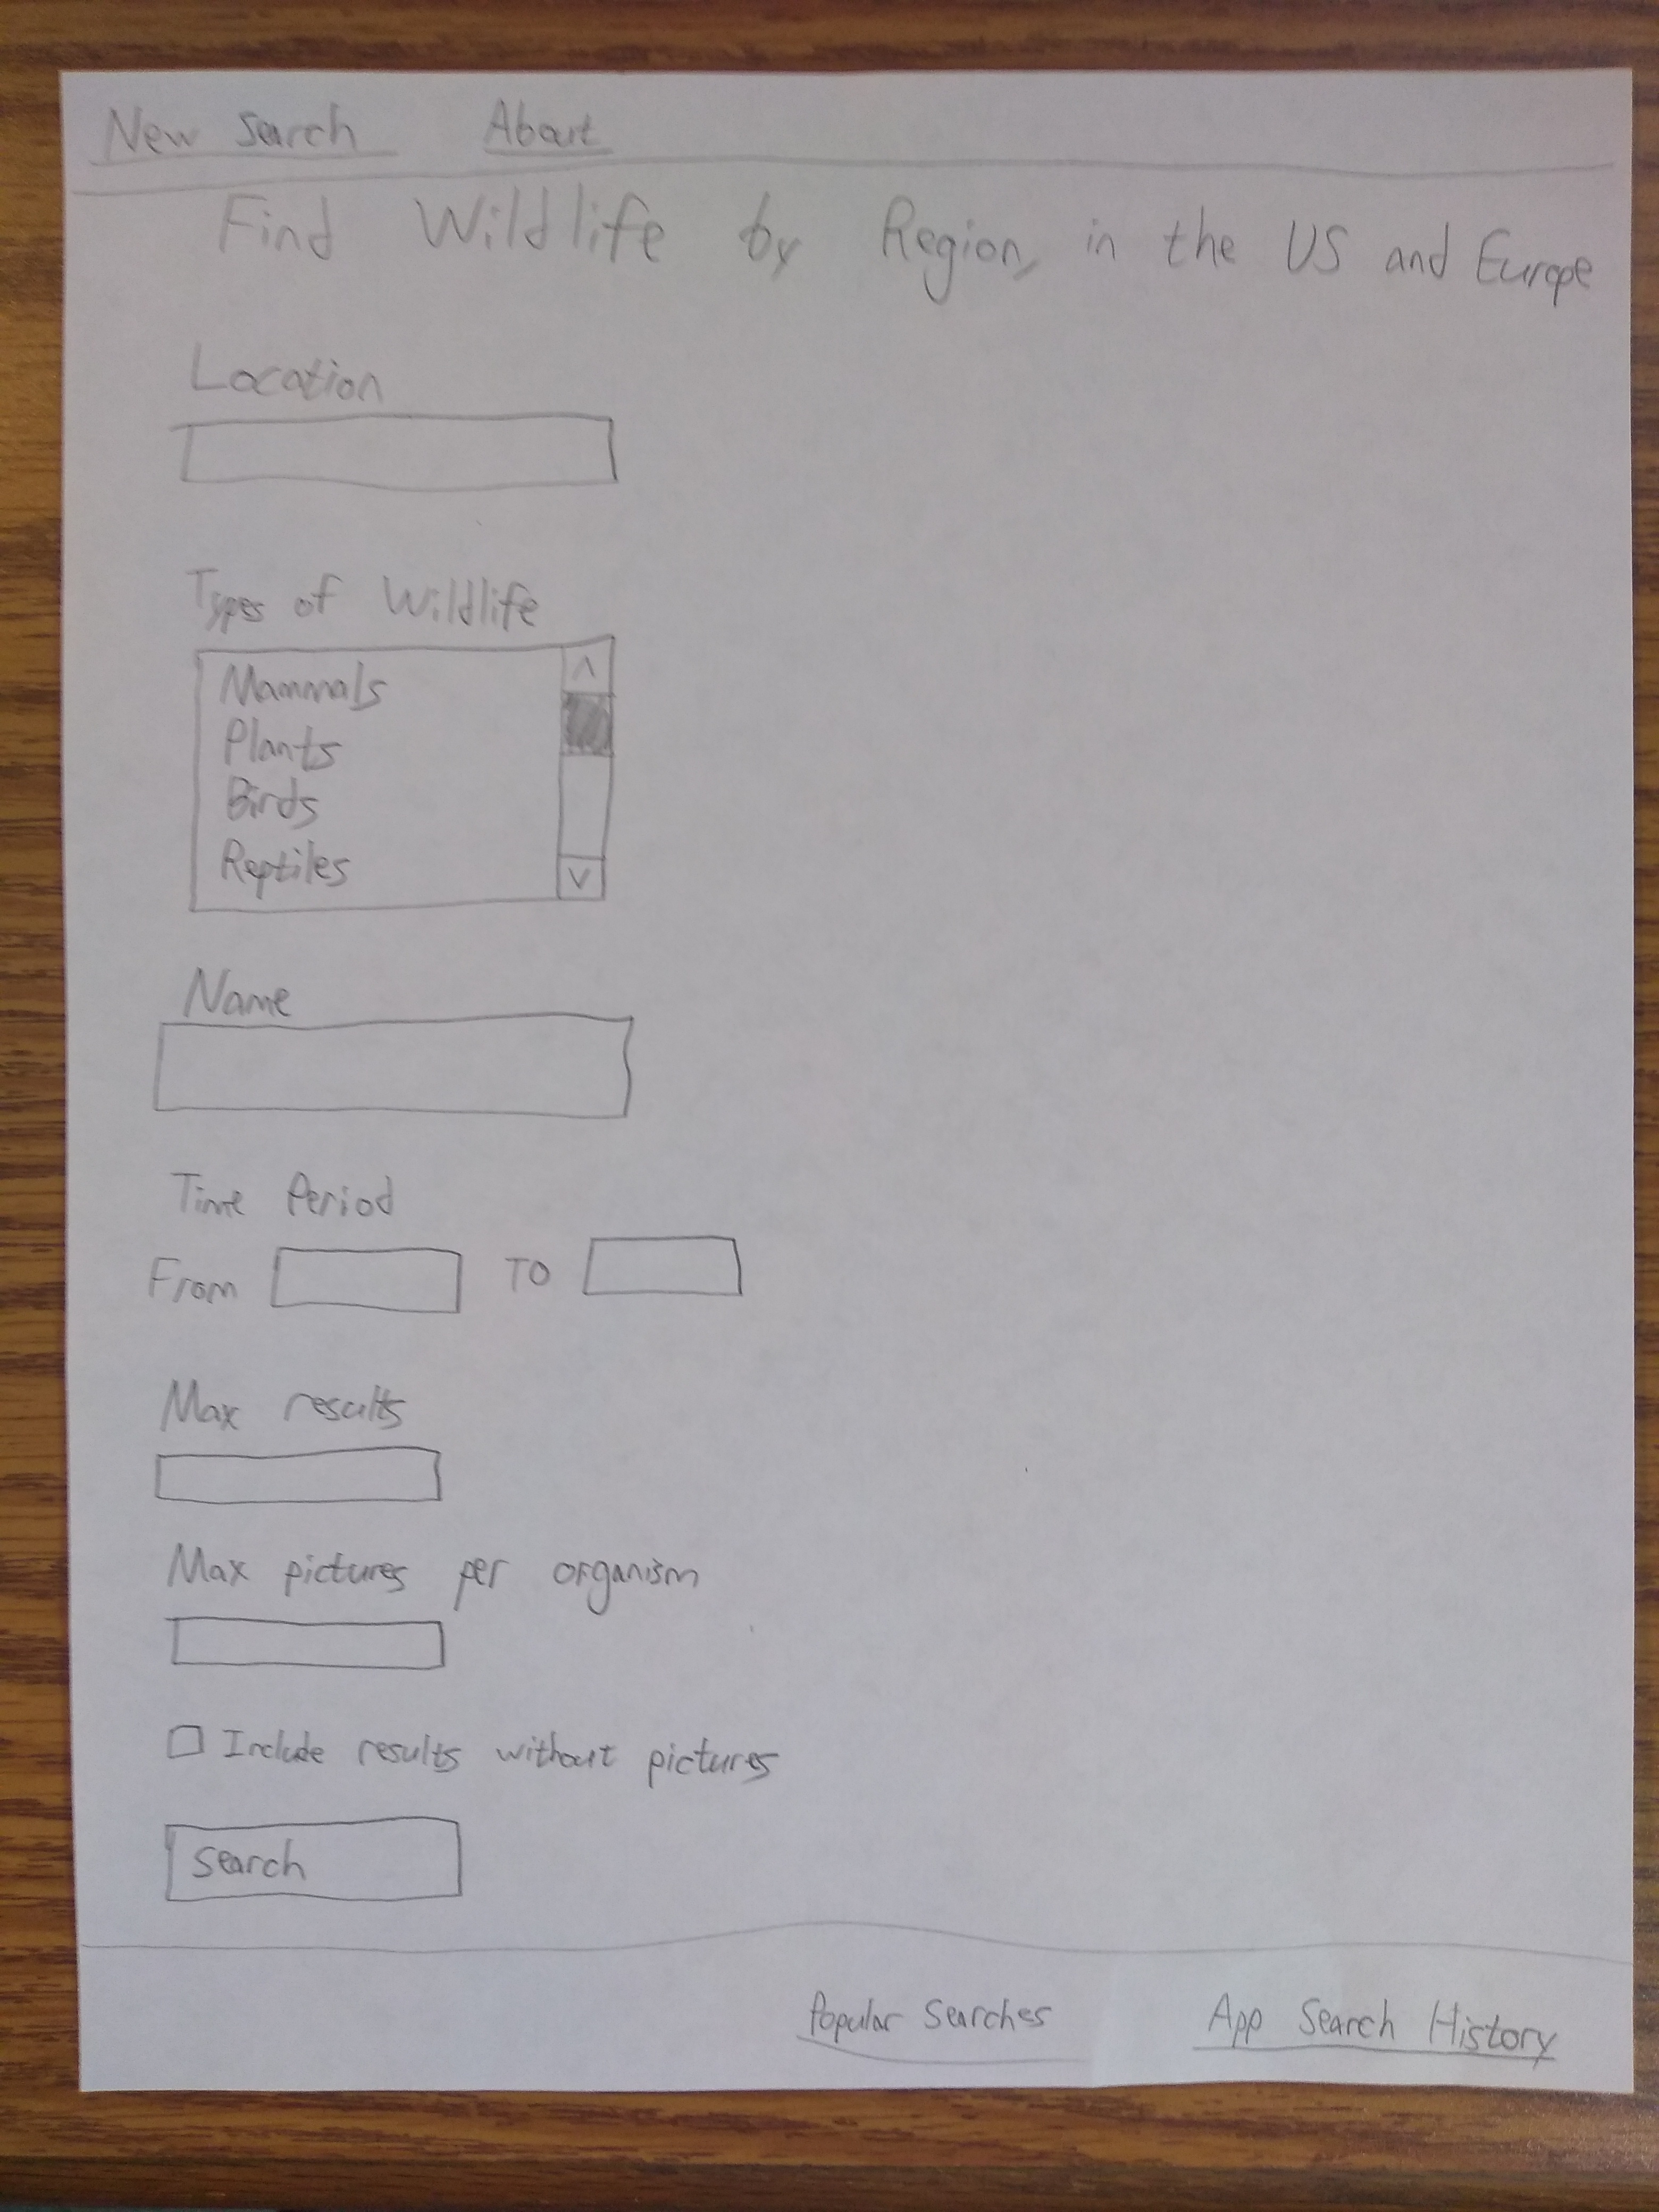 New Search About
Find Wildlife by Region, in the US and Europe
Location
Types of Wildlife
Mammals
Plants
Birds
Reptiles
Name
Time Period
From TO
Max results
Max pictures per organism
Include results without pictures
Search
Popular Searches App Search History